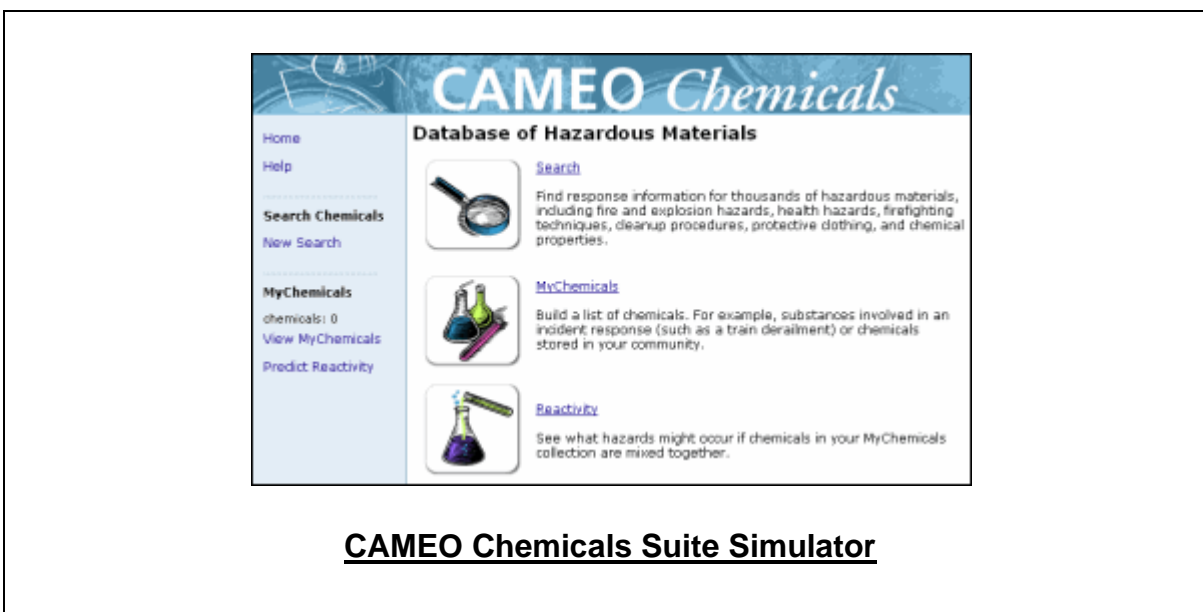 CAMEO Chemicals
Home
Help
Search Chemicals
New Search
MyChemicals
chemicals: 0
View MyChemicals
Predict Reactivity
Database of Hazardous Materials
Search
Find response information for thousands of hazardous materials,
including fire and explosion hazards, health hazards, firefighting
techniques, cleanup procedures, protective clothing, and chemical
properties.
MyChemicals
Build a list of chemicals. For example, substances involved in an
incident response (such as a train derailment) or chemicals
stored in your community.
Reactivity
See what hazards might occur if chemicals in your MyChemicals
collection are mixed together.
CAMEO Chemicals Suite Simulator